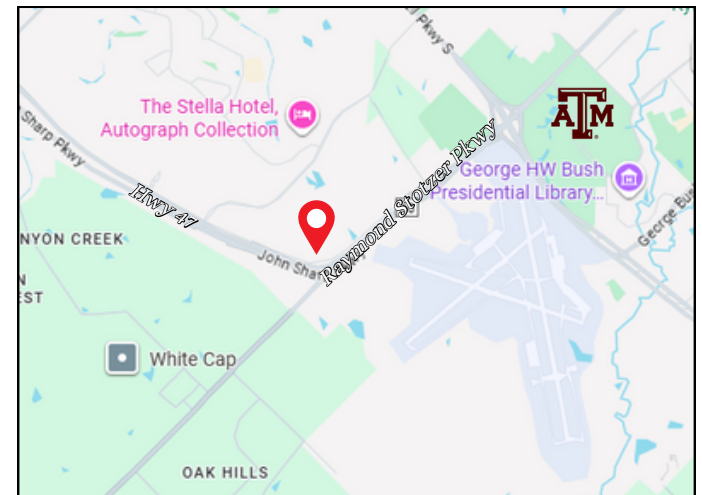 l Pkwy S
The Stella Hotel,
Autograph Collection
ATM
Sharp Pkwy
Raymond Stotzer Pkwy
George HW Bush
Presidential Library...
Hwy 47
George Bus
NYON CREEK
John Shar
N
EST
White Cap
OAK HILLS